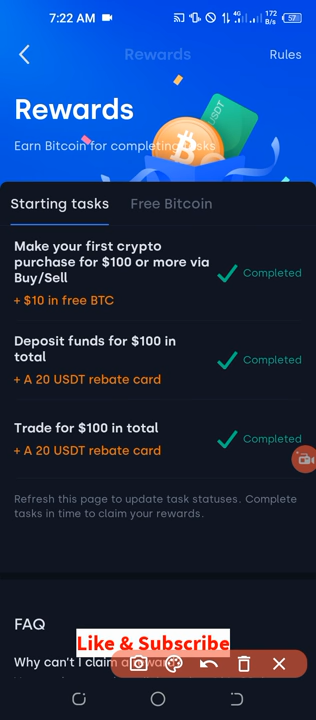 7:22 AM
4G
172
B/s
57
Rewards
Rules
Rewards
Earn Bitcoin for completing tasks
USDT
Starting tasks
Free Bitcoin
Make your first crypto
purchase for $100 or more via
Buy/Sell
Completed
+ $10 in free BTC
Deposit funds for $100 in
total
Completed
+ A 20 USDT rebate card
Trade for $100 in total
Completed
+ A 20 USDT rebate card
Refresh this page to update task statuses. Complete
tasks in time to claim your rewards.
FAQ
Like & Subscribe
Why can't I claim a reward